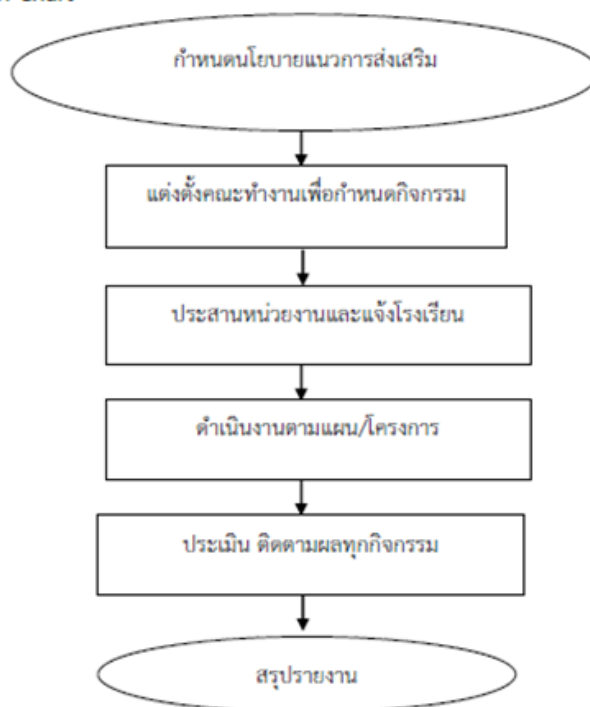 กำหนดนโยบายแนวการส่งเสริม
แต่งตั้งคณะทำงานเพื่อกำหนดกิจกรรม
ประสานหน่วยงานและแจ้งโรงเรียน
ดำเนินงานตามแผน/โครงการ
ประเมิน ติดตามผลทุกกิจกรรม
สรุปรายงาน